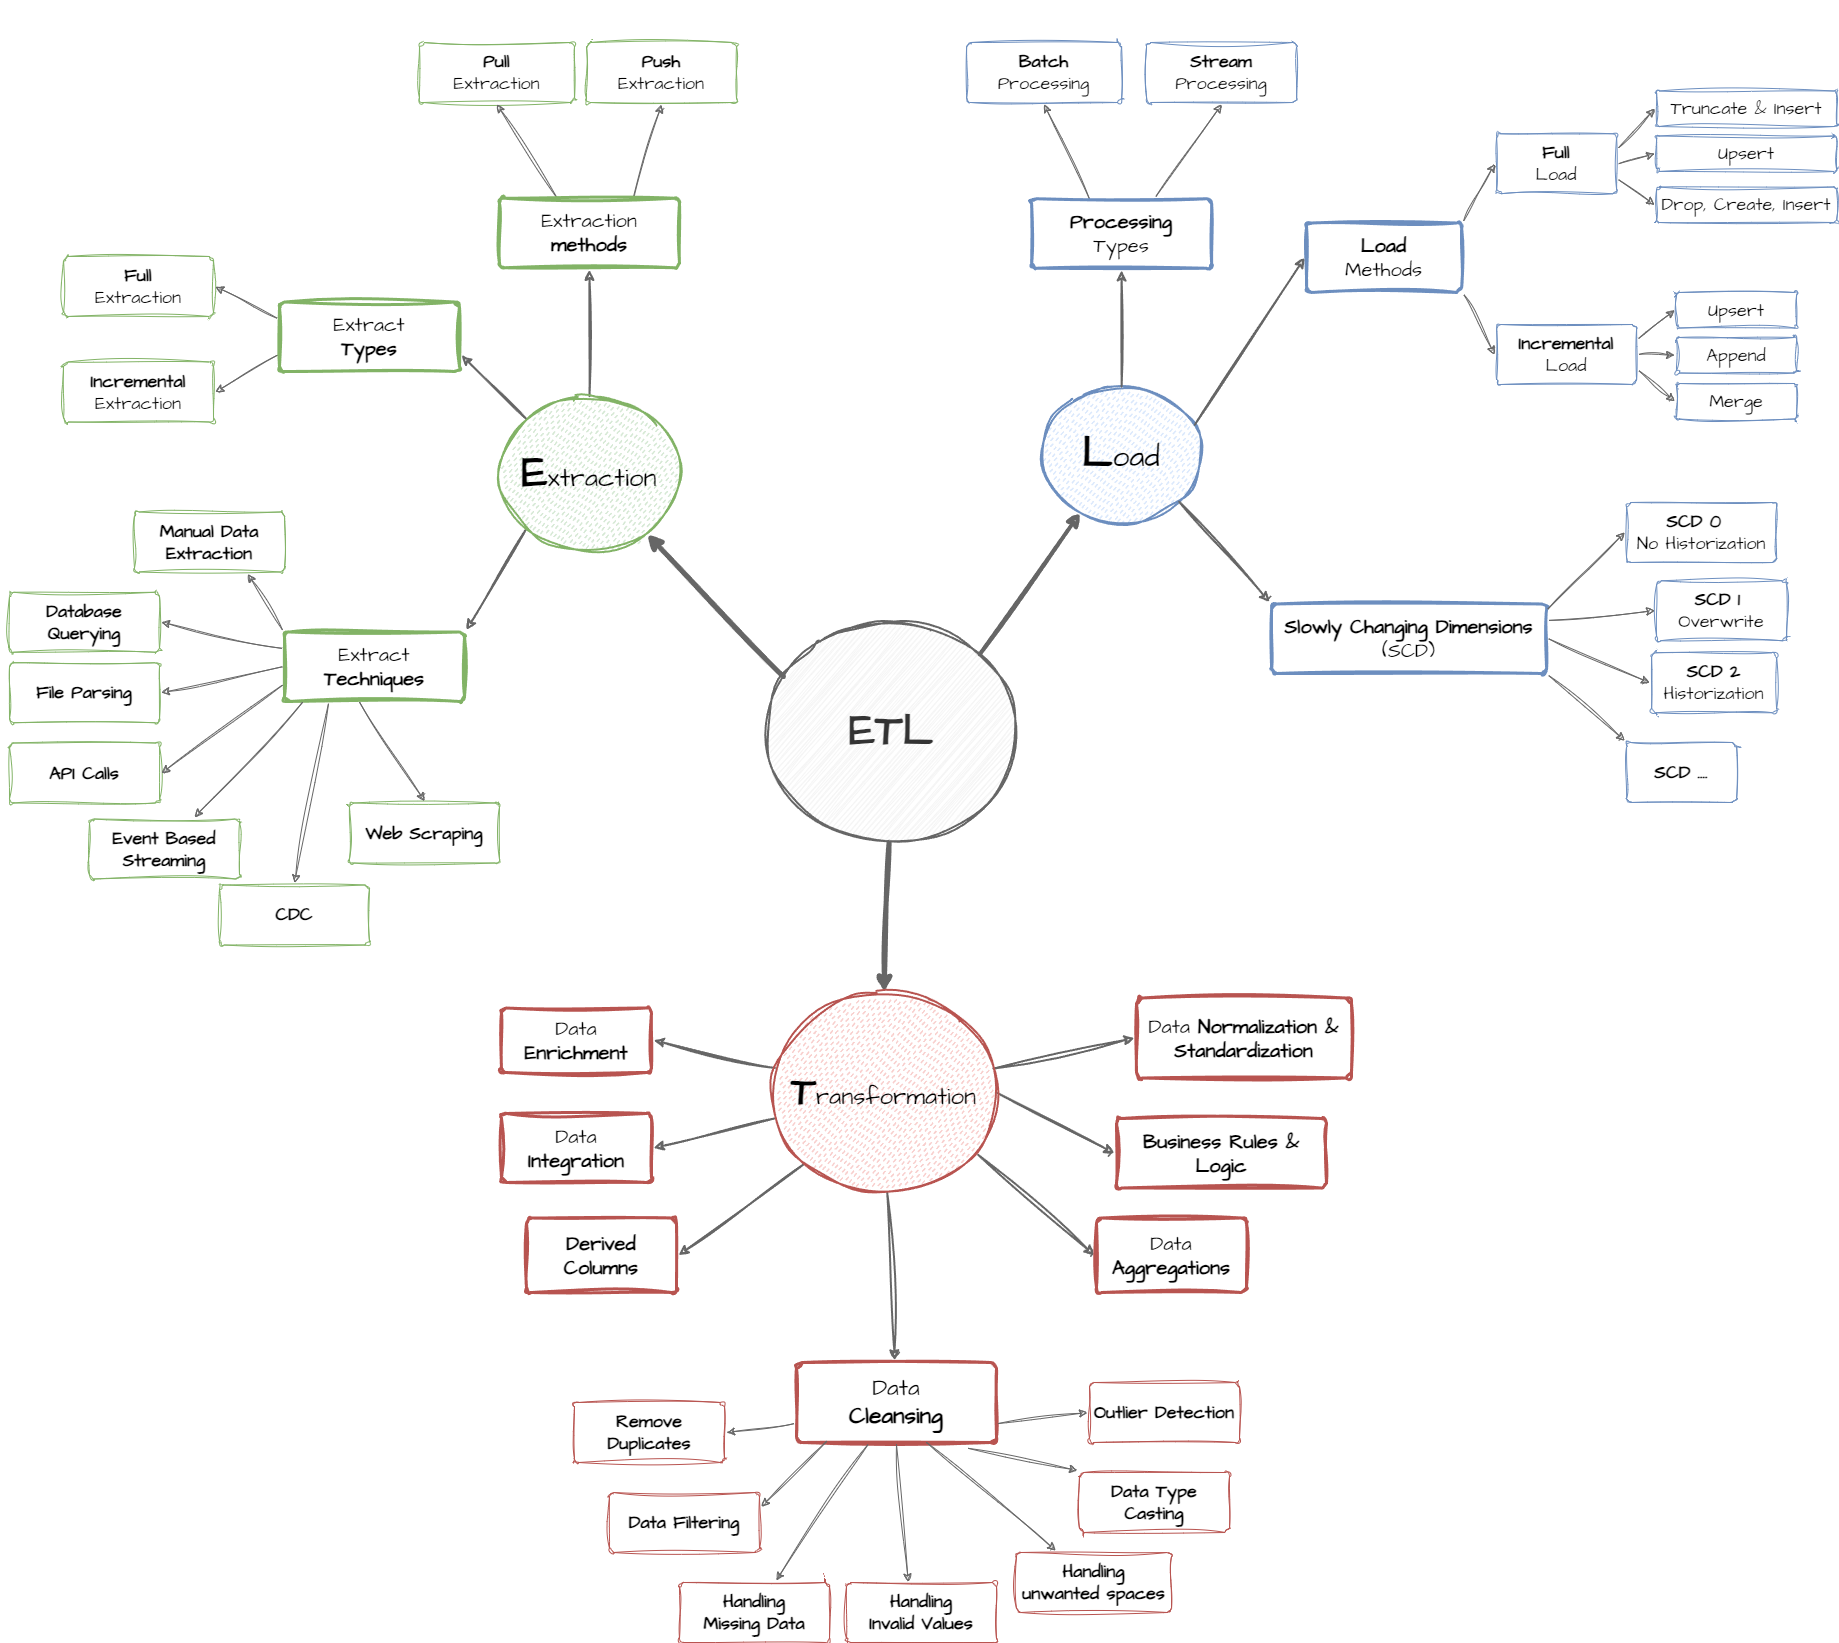 Pull
Extraction
Push
Extraction
Batch
Processing
Stream
Processing
Truncate & Insert
Upsert
Drop, Create, Insert
Full
Load
Extraction
methods
Processing
Types
Load
Methods
Full
Extraction
Incremental
Extraction
Extract
Types
Upsert
Append
Merge
Incremental
Load
Extraction
Load
Manual Data
Extraction
Database
Querying
File Parsing
API Calls
Event Based
Streaming
CDC
Web Scraping
Extract
Techniques
SCD 0
No Historization
SCD 1
Overwrite
SCD 2
Historization
SCD ....
Slowly Changing Dimensions
(SCD)
ETL
Data
Enrichment
Data
Integration
Derived
Columns
Transformation
Data Normalization &
Standardization
Business Rules &
Logic
Data
Aggregations
Data
Cleansing
Remove
Duplicates
Data Filtering
Handling
Missing Data
Handling
Invalid Values
Handling
unwanted spaces
Data Type
Casting
Outlier Detection